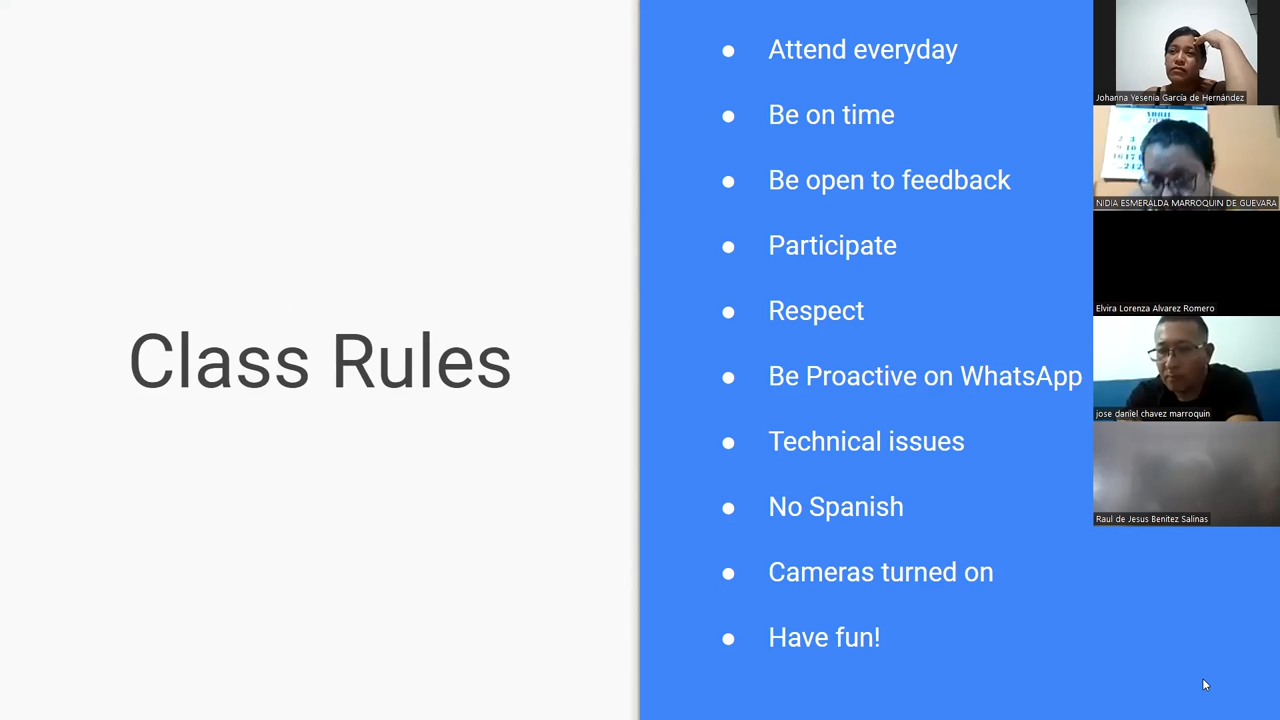 Class Rules
Attend everyday
Be on time
Be open to feedback
Participate
Respect
Be Proactive on WhatsApp
Technical issues
No Spanish
Cameras turned on
Have fun!
Johanna Yesenia García de Hernández
ABRIL
NIDIA ESMERALDA MARROQUIN DE GUEVARA
Elvira Lorenza Alvarez Romero
jose daniel chavez marroquin
Raul de Jesus Benitez Salinas